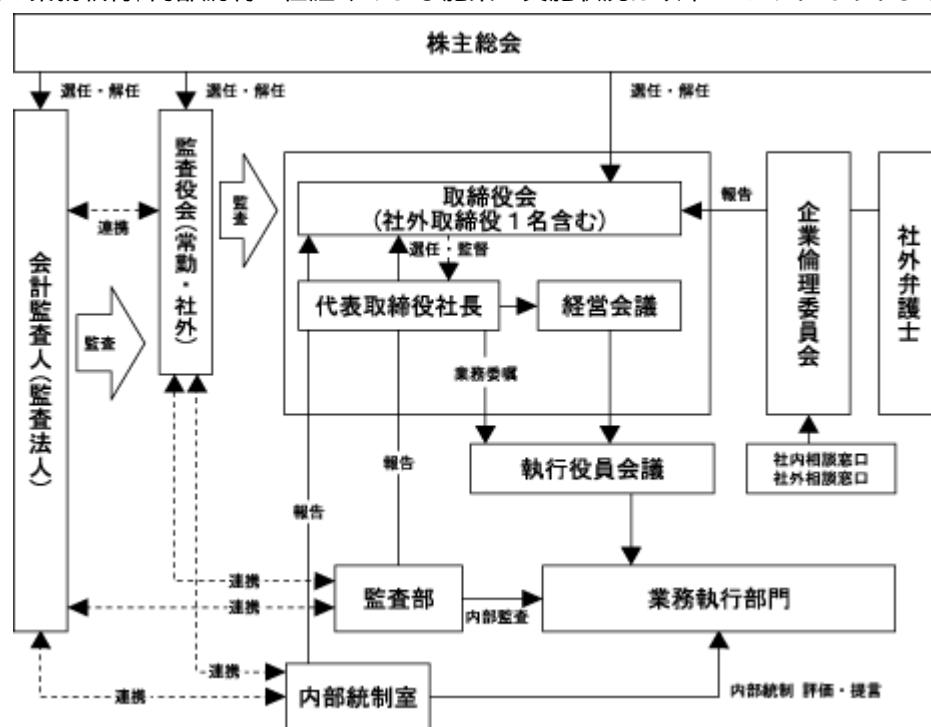 株主総会
選任・解任
選任・解任
選任・解任
会計監査人(監査法人)
監査役会(常勤・社外)
監査
連携
監査
取締役会
(社外取締役1名含む)
選任・監督
代表取締役社長
経営会議
業務委嘱
報告
企業倫理委員会
社外弁護士
社内相談窓口
社外相談窓口
執行役員会議
報告
報告
連携
連携
監査部
内部監査
業務執行部門
連携
連携
内部統制室
内部統制 評価・提言